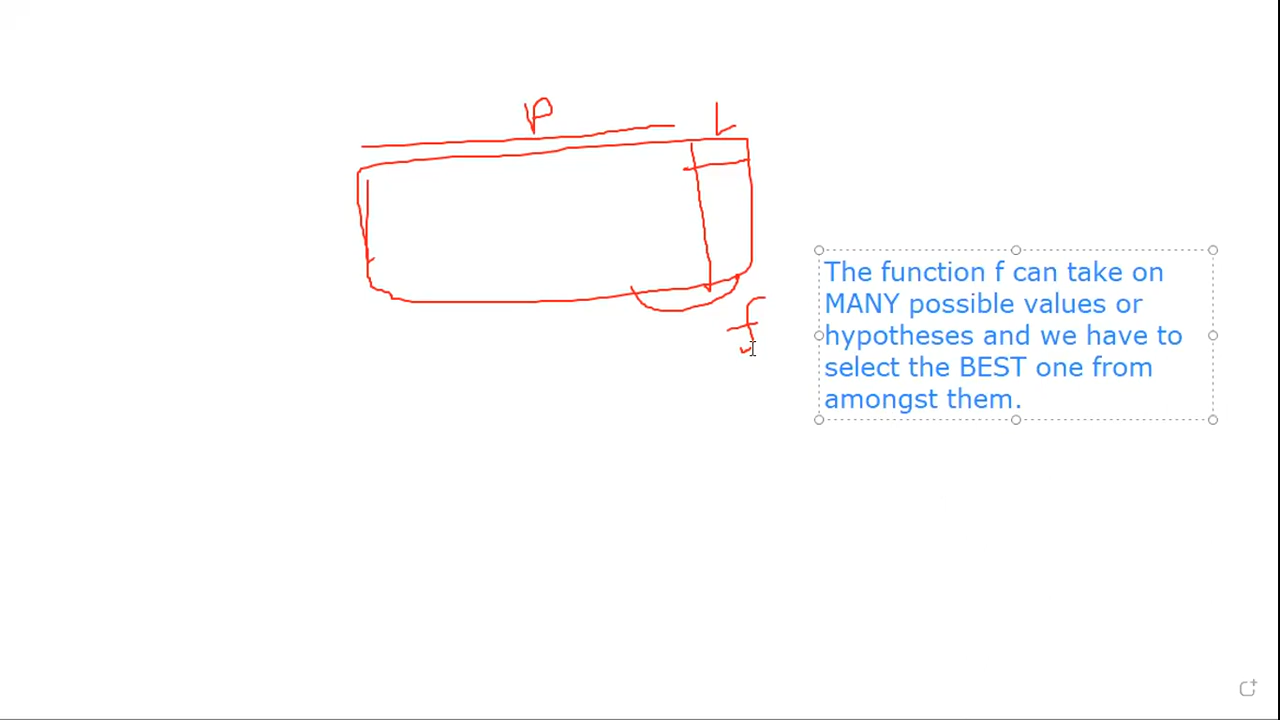 P
L
The function f can take on
MANY possible values or
hypotheses and we have to
select the BEST one from
amongst them.
f